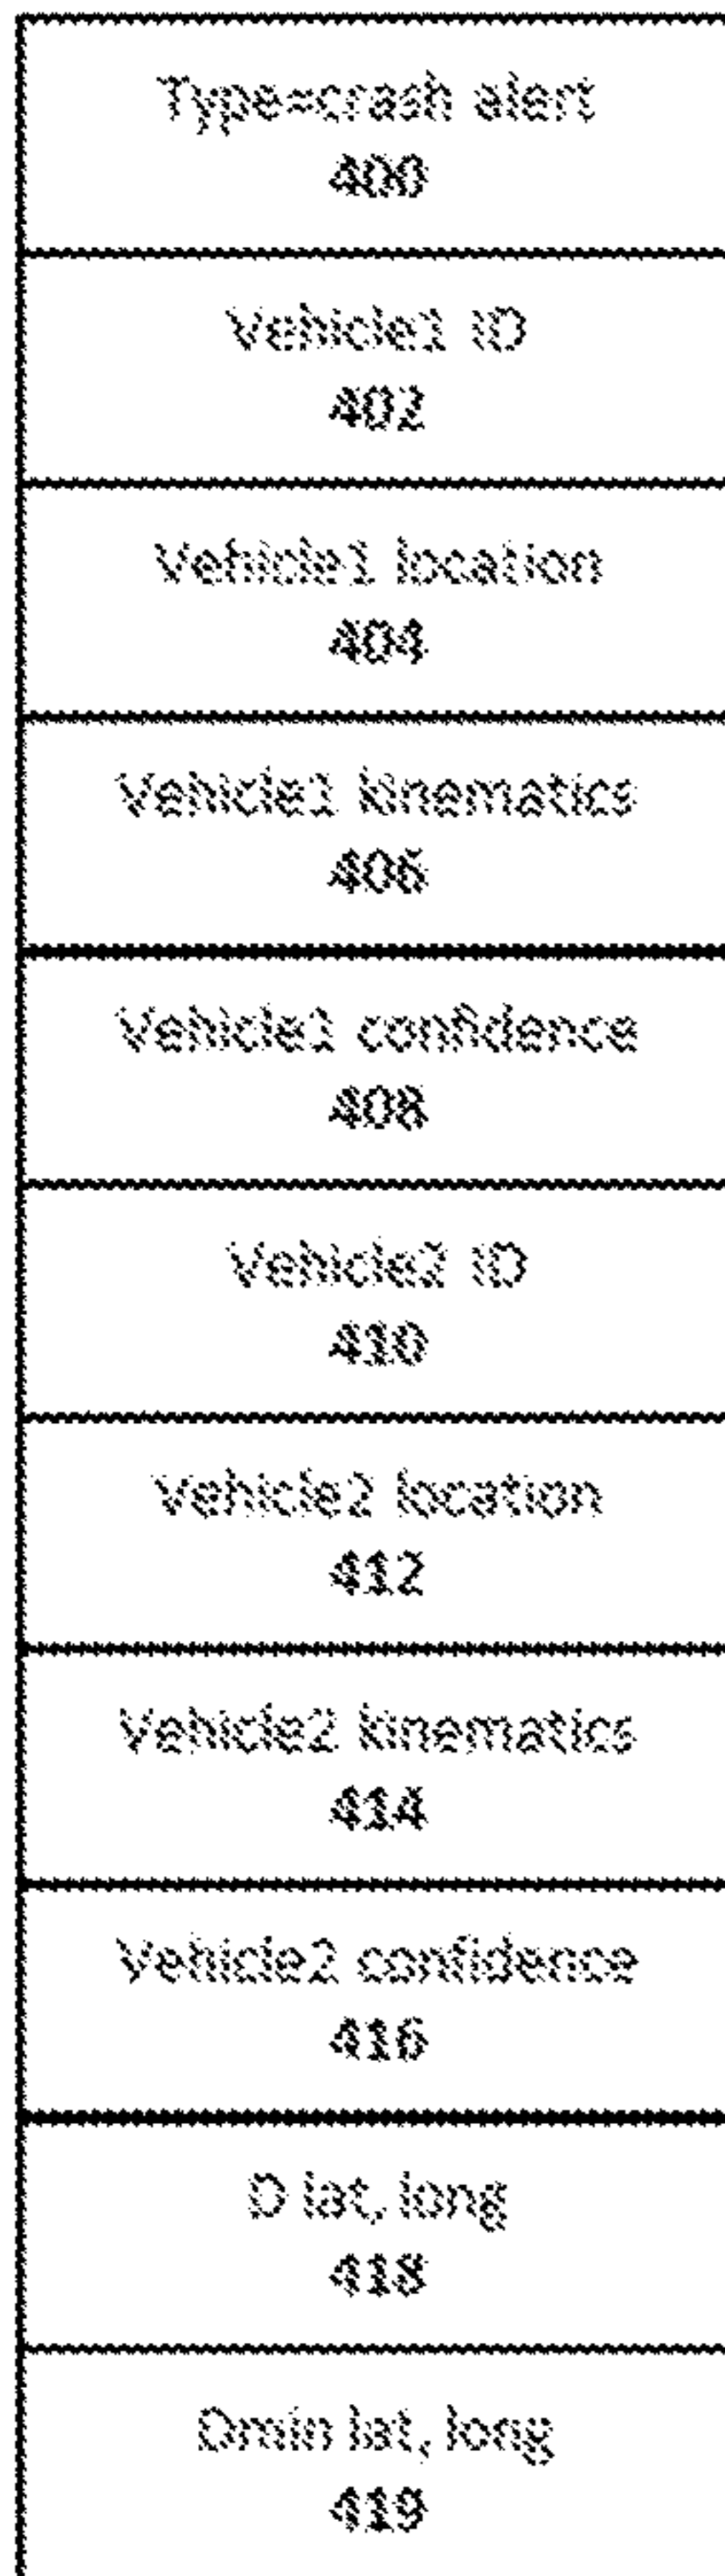 Type=crash alert
400
Vehicle1 ID
402
Vehicle1 location
404
Vehicle1 kinematics
406
Vehicle1 confidence
408
Vehicle2 ID
410
Vehicle2 location
412
Vehicle2 kinematics
414
Vehicle2 confidence
416
D lat, long
418
Dmin lat, long
419